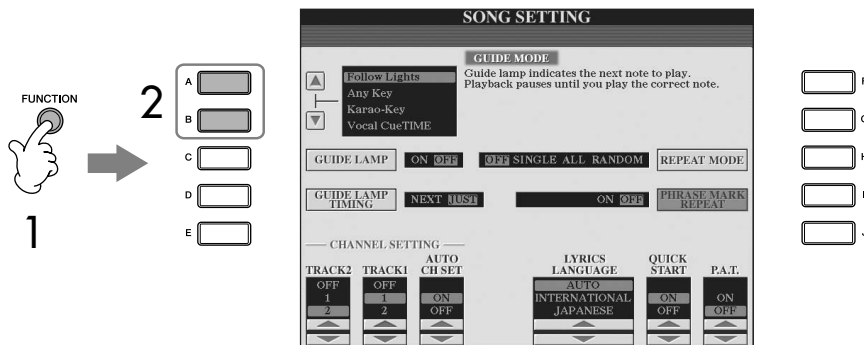 SONG SETTING
FUNCTION
1
2
A
B
C
D
E
GUIDE MODE
Follow Lights
Any Key
Karao-Key
Vocal CueTIME
Guide lamp indicates the next note to play.
Playback pauses until you play the correct note.
GUIDE LAMP
ON OFF
OFF SINGLE ALL RANDOM
REPEAT MODE
GUIDE LAMP
TIMING
NEXT JUST
ON OFF
PHRASE MARK
REPEAT
CHANNEL SETTING
TRACK2
OFF
1
2
TRACK1
OFF
1
2
AUTO
CH SET
ON
OFF
LYRICS
LANGUAGE
AUTO
INTERNATIONAL
JAPANESE
QUICK
START
ON
OFF
P.A.T.
ON
OFF